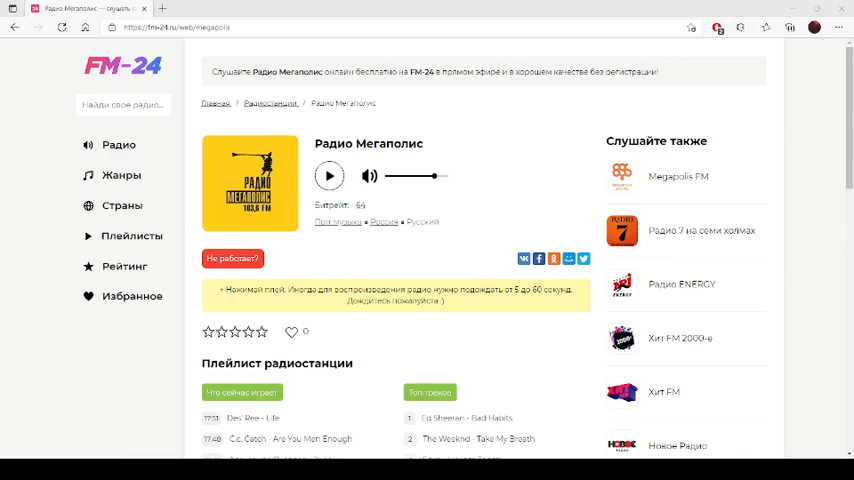 Радио Мегаполис — слушать о
https://fm-24.ru/web/megapolis
FM-24
Найди свое радио...
Радио
Жанры
Страны
Плейлисты
Рейтинг
Избранное
Слушайте Радио Мегаполис онлайн бесплатно на FM-24 в прямом эфире и в хорошем качестве без регистрации!
Главная / Радиостанции / Радио Мегаполис
РАДИО
МЕГАПОЛИС
103,6 FM
Радио Мегаполис
Битрейт: 64
Поп-музыка Россия Русский
Не работает?
+ Нажимай плей. Иногда для воспроизведения радио нужно подождать от 5 до 60 секунд.
Дождитесь пожалуйста :)
0
Плейлист радиостанции
Что сейчас играет
17:51 Des' Ree - Life
17:48 C.c. Catch - Are You Man Enough
Топ треков
1 Ed Sheeran - Bad Habits
2 The Weeknd - Take My Breath
Слушайте также
Megapolis FM
РАДИО
7
Радио 7 на семи холмах
NRJ
ENERGY
Радио ENERGY
2000
Хит FM 2000-е
ХИТ
Хит FM
НОВОЕ
Новое Радио